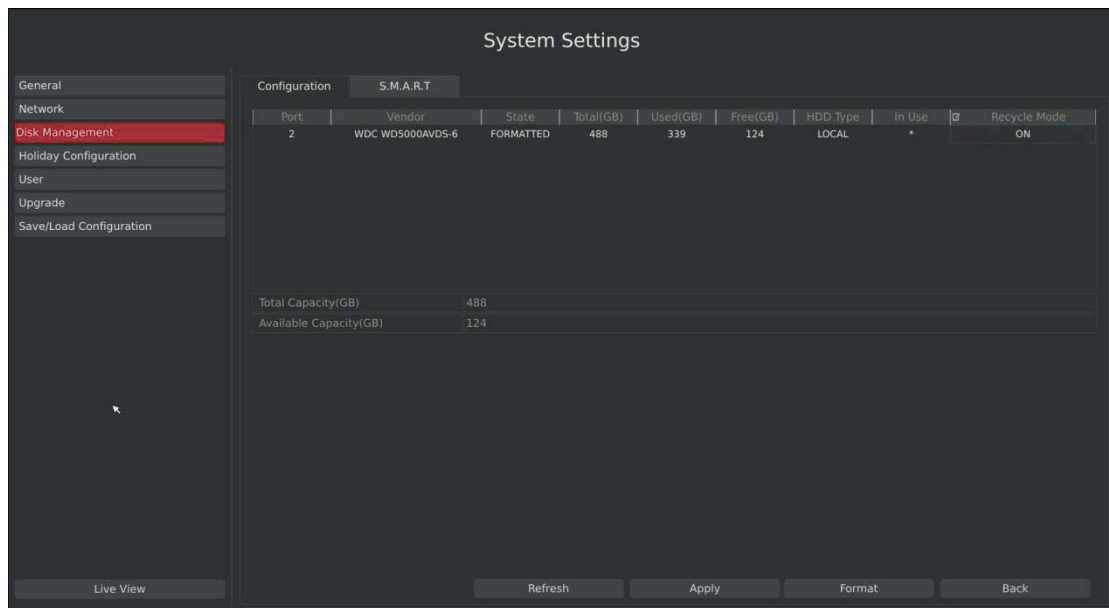 System Settings
General
Network
Disk Management
Holiday Configuration
User
Upgrade
Save/Load Configuration
Live View
Configuration S.M.A.R.T
Port Vendor State Total(GB) Used(GB) Free(GB) HDD Type In Use Recycle Mode
2 WDC WD5000AVDS-6 FORMATTED 488 339 124 LOCAL * ON
Total Capacity(GB) 488
Available Capacity(GB) 124
Refresh Apply Format Back